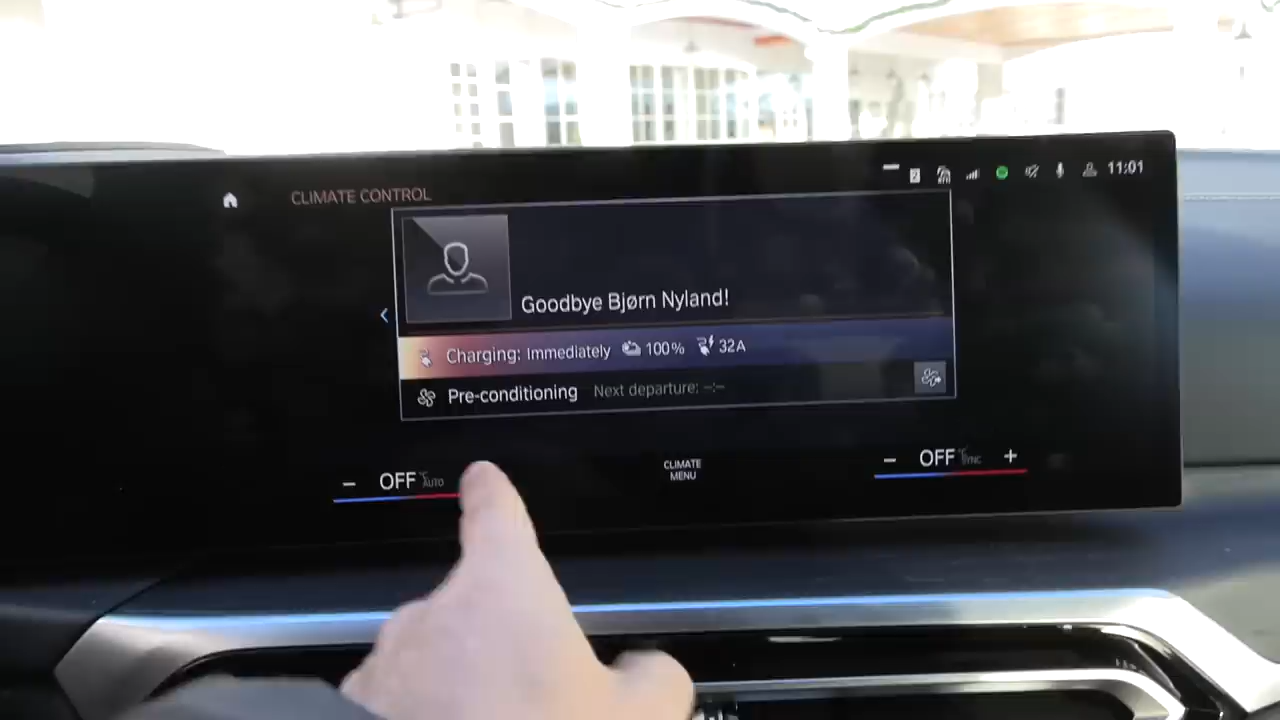 11:01
CLIMATE CONTROL
Goodbye Bjørn Nyland!
Charging: Immediately 100% 32A
Pre-conditioning Next departure: --:--
- OFF °F AUTO
CLIMATE
MENU
- OFF °F SYNC +